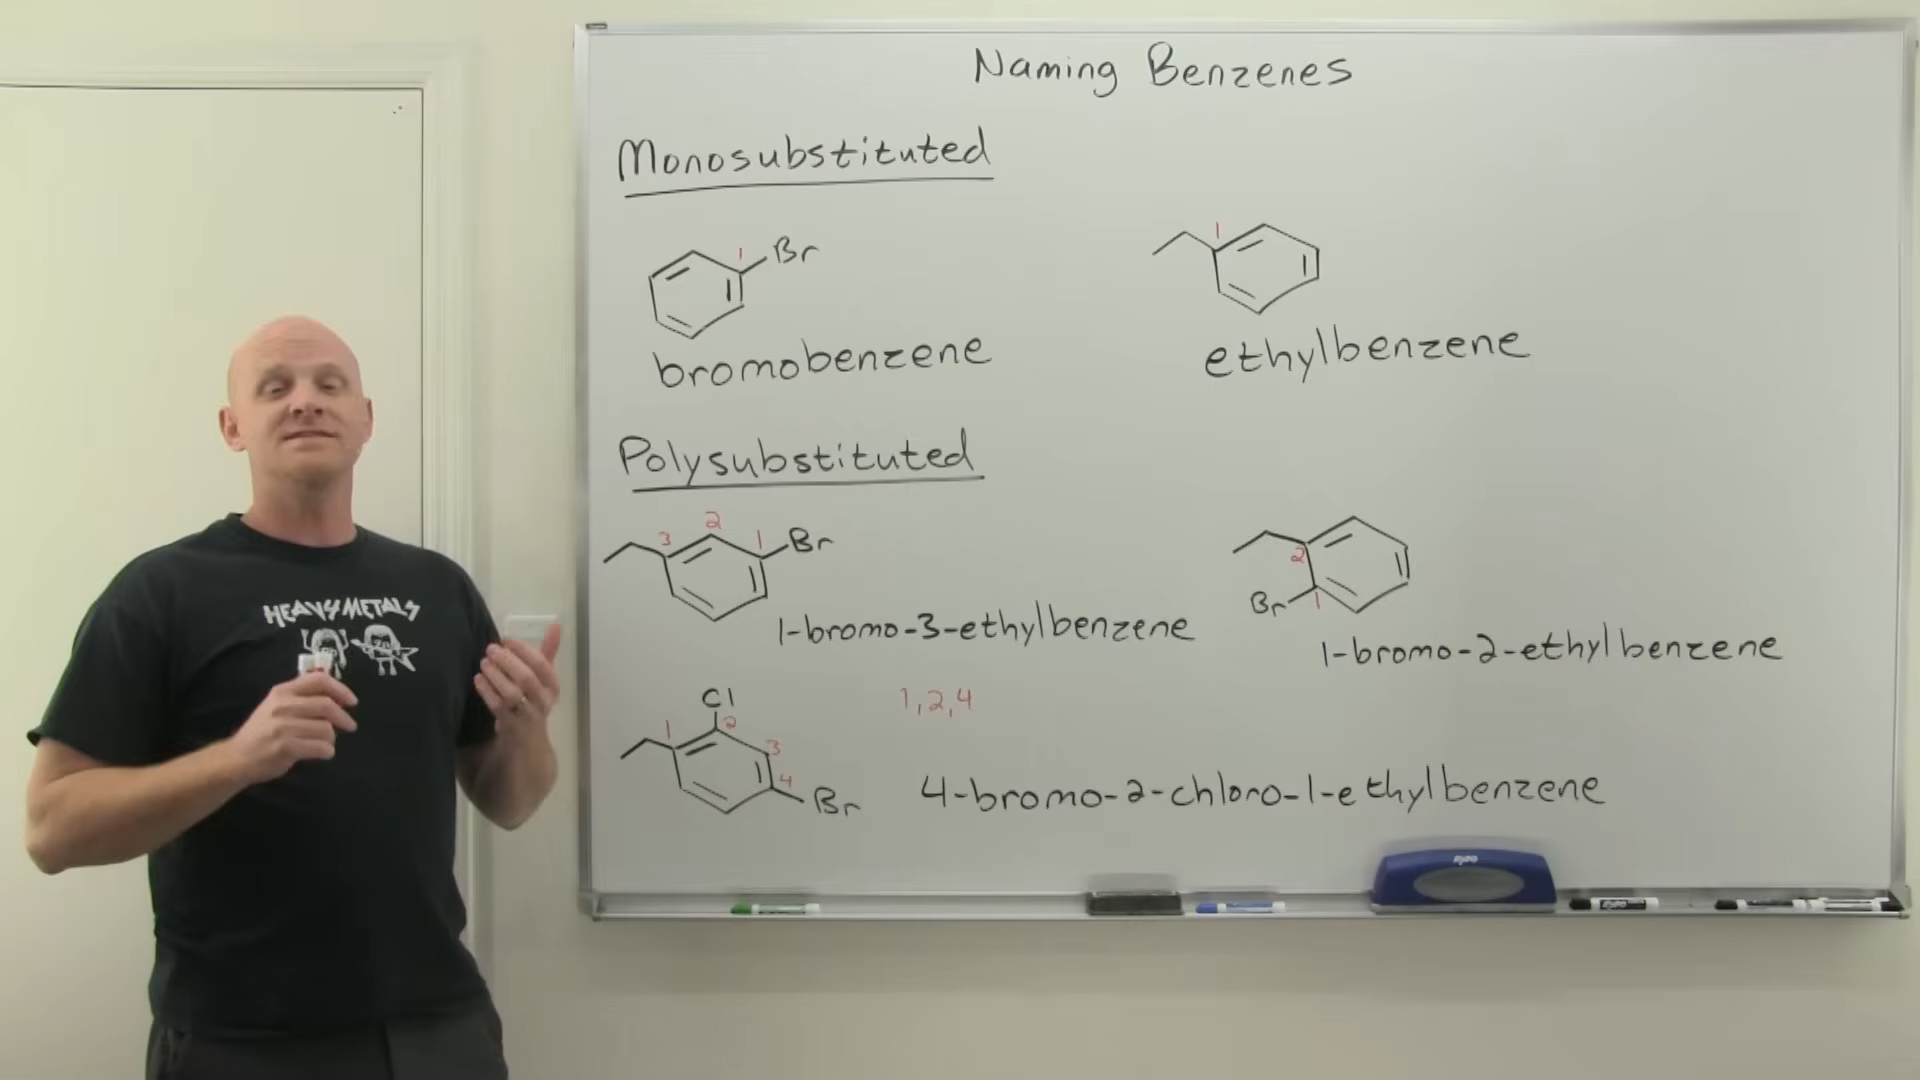 Naming Benzenes
Monosubstituted
1 Br
1
bromobenzene
ethylbenzene
Polysubstituted
3 2 1 Br
1-bromo-3-ethylbenzene
2
Br 1
1-bromo-2-ethylbenzene
Cl
1 2 3 4 Br
1,2,4
4-bromo-2-chloro-1-ethylbenzene
HEAVY METALS
EXPO
EXPO